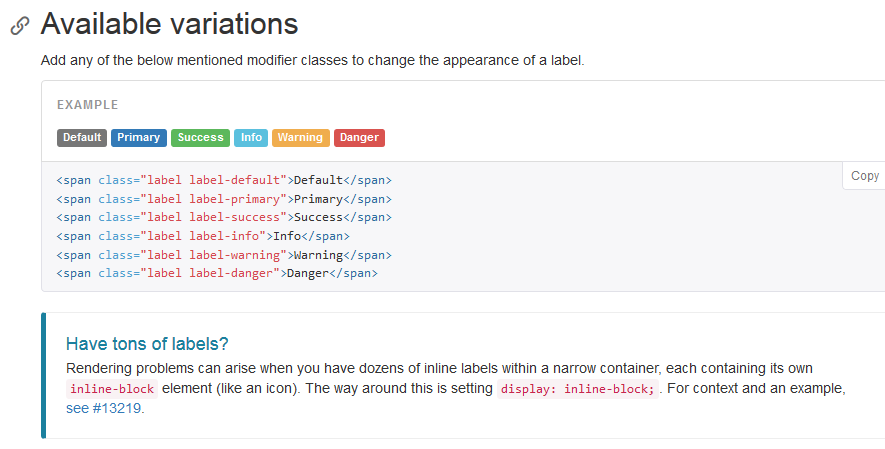 Available variations
Add any of the below mentioned modifier classes to change the appearance of a label.
EXAMPLE
Default Primary Success Info Warning Danger
Copy
<span class="label label-default">Default</span>
<span class="label label-primary">Primary</span>
<span class="label label-success">Success</span>
<span class="label label-info">Info</span>
<span class="label label-warning">Warning</span>
<span class="label label-danger">Danger</span>
Have tons of labels?
Rendering problems can arise when you have dozens of inline labels within a narrow container, each containing its own
inline-block element (like an icon). The way around this is setting display: inline-block;. For context and an example,
see #13219.